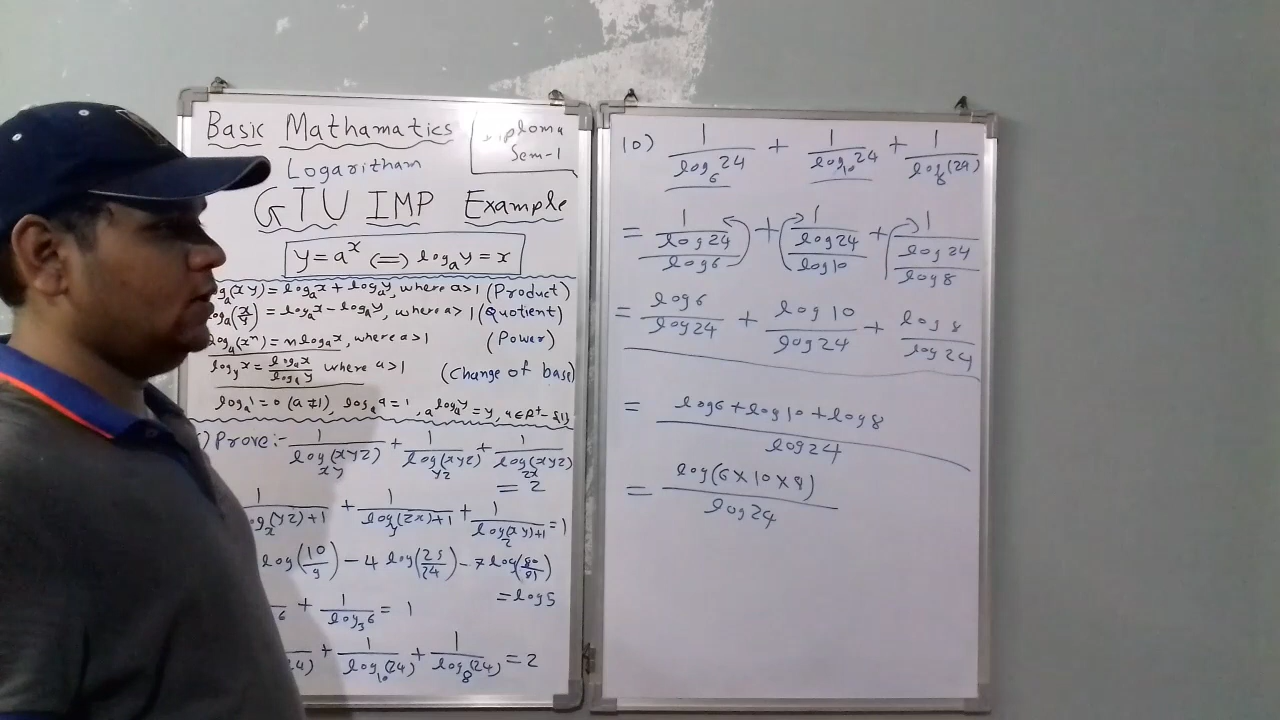 Basic Mathamatics
Diploma
Sem-1
Logaritham
GTU IMP Example
y = a^x ⟺ log_a y = x
log_a(xy) = log_a x + log_a y, where a>1 (Product)
log_a(x/y) = log_a x - log_a y, where a>1 (Quotient)
log_a(x^n) = n log_a x, where a>1 (Power)
log_y x = log_a x / log_a y where a>1 (Change of base)
log_a 1 = 0 (a≠1), log_a a = 1, a^(log_a y) = y, a ∈ R^+ - {1}
) Prove:- 1/log_xy(xyz) + 1/log_yz(xyz) + 1/log_zx(xyz)
= 2
1/(log_x(yz)+1) + 1/(log_y(zx)+1) + 1/(log_z(xy)+1) = 1
log(10/9) - 4 log(25/24) - 7 log(80/81)
= log 5
6 + 1/log_3 6 = 1
24) + 1/log_10(24) + 1/log_8(24) = 2
10) 1/log_6 24 + 1/log_10 24 + 1/log_8(24)
= 1/(log 24/log 6) + 1/(log 24/log 10) + 1/(log 24/log 8)
= log 6/log 24 + log 10/log 24 + log 8/log 24
= (log 6 + log 10 + log 8)/log 24
= log(6×10×8)/log 24